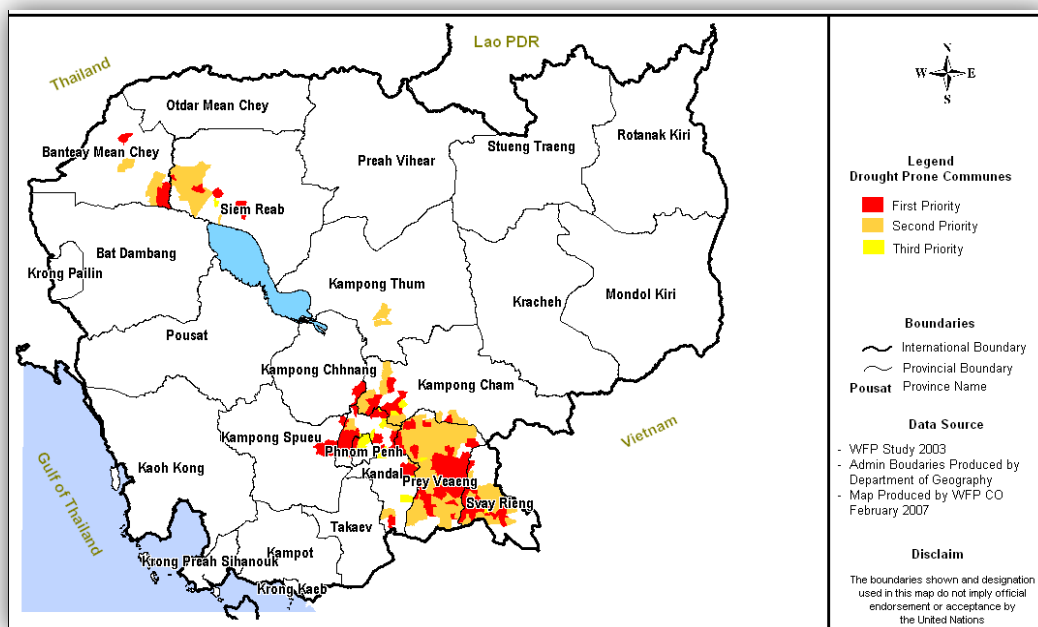 Lao PDR
Thailand
Otdar Mean Chey
Banteay Mean Chey
Preah Vihear
Stueng Traeng
Rotanak Kiri
Siem Reab
Bat Dambang
Krong Pailin
Kampong Thum
Kracheh
Mondol Kiri
Pousat
Kampong Chhnang
Kampong Cham
Kampong Spueu
Phnom Penh
Vietnam
Kaoh Kong
Kandal
Prey Veaeng
Svay Rieng
Gulf of Thailand
Takaev
Kampot
Krong Preah Sihanouk
Krong Kaeb
N
W E
S
Legend
Drought Prone Communes
First Priority
Second Priority
Third Priority
Boundaries
International Boundary
Provincial Boundary
Pousat Province Name
Data Source
- WFP Study 2003
- Admin Boudaries Produced by
Department of Geography
- Map Produced by WFP CO
February 2007
Disclaim
The boundaries shown and designation
used in this map do not imply official
endorsement or acceptance by
the United Nations